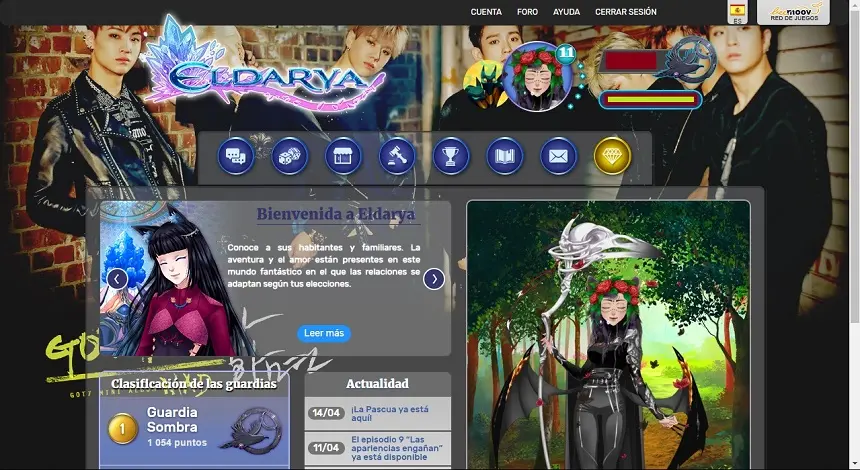 CUENTA FORO AYUDA CERRAR SESIÓN
ES
moov
RED DE JUEGOS
ELDARYA
11
Bienvenida a Eldarya
Conoce a sus habitantes y familiares. La
aventura y el amor están presentes en este
mundo fantástico en el que las relaciones se
adaptan según tus elecciones.
Leer más
Clasificación de las guardias
1
Guardia
Sombra
1 054 puntos
Actualidad
14/04 ¡La Pascua ya está
aquí!
11/04 El episodio 9 "Las
apariencias engañan"
ya está disponible